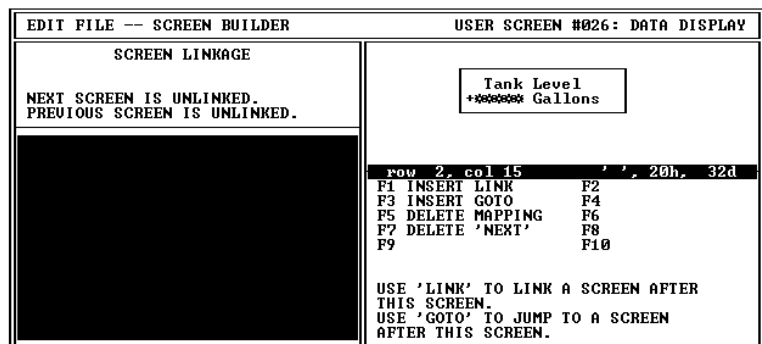 EDIT FILE -- SCREEN BUILDER
USER SCREEN #026: DATA DISPLAY
SCREEN LINKAGE
NEXT SCREEN IS UNLINKED.
PREVIOUS SCREEN IS UNLINKED.
Tank Level
+☼☼☼☼☼ Gallons
row 2, col 15 ' ', 20h, 32d
F1 INSERT LINK F2
F3 INSERT GOTO F4
F5 DELETE MAPPING F6
F7 DELETE 'NEXT' F8
F9 F10
USE 'LINK' TO LINK A SCREEN AFTER
THIS SCREEN.
USE 'GOTO' TO JUMP TO A SCREEN
AFTER THIS SCREEN.